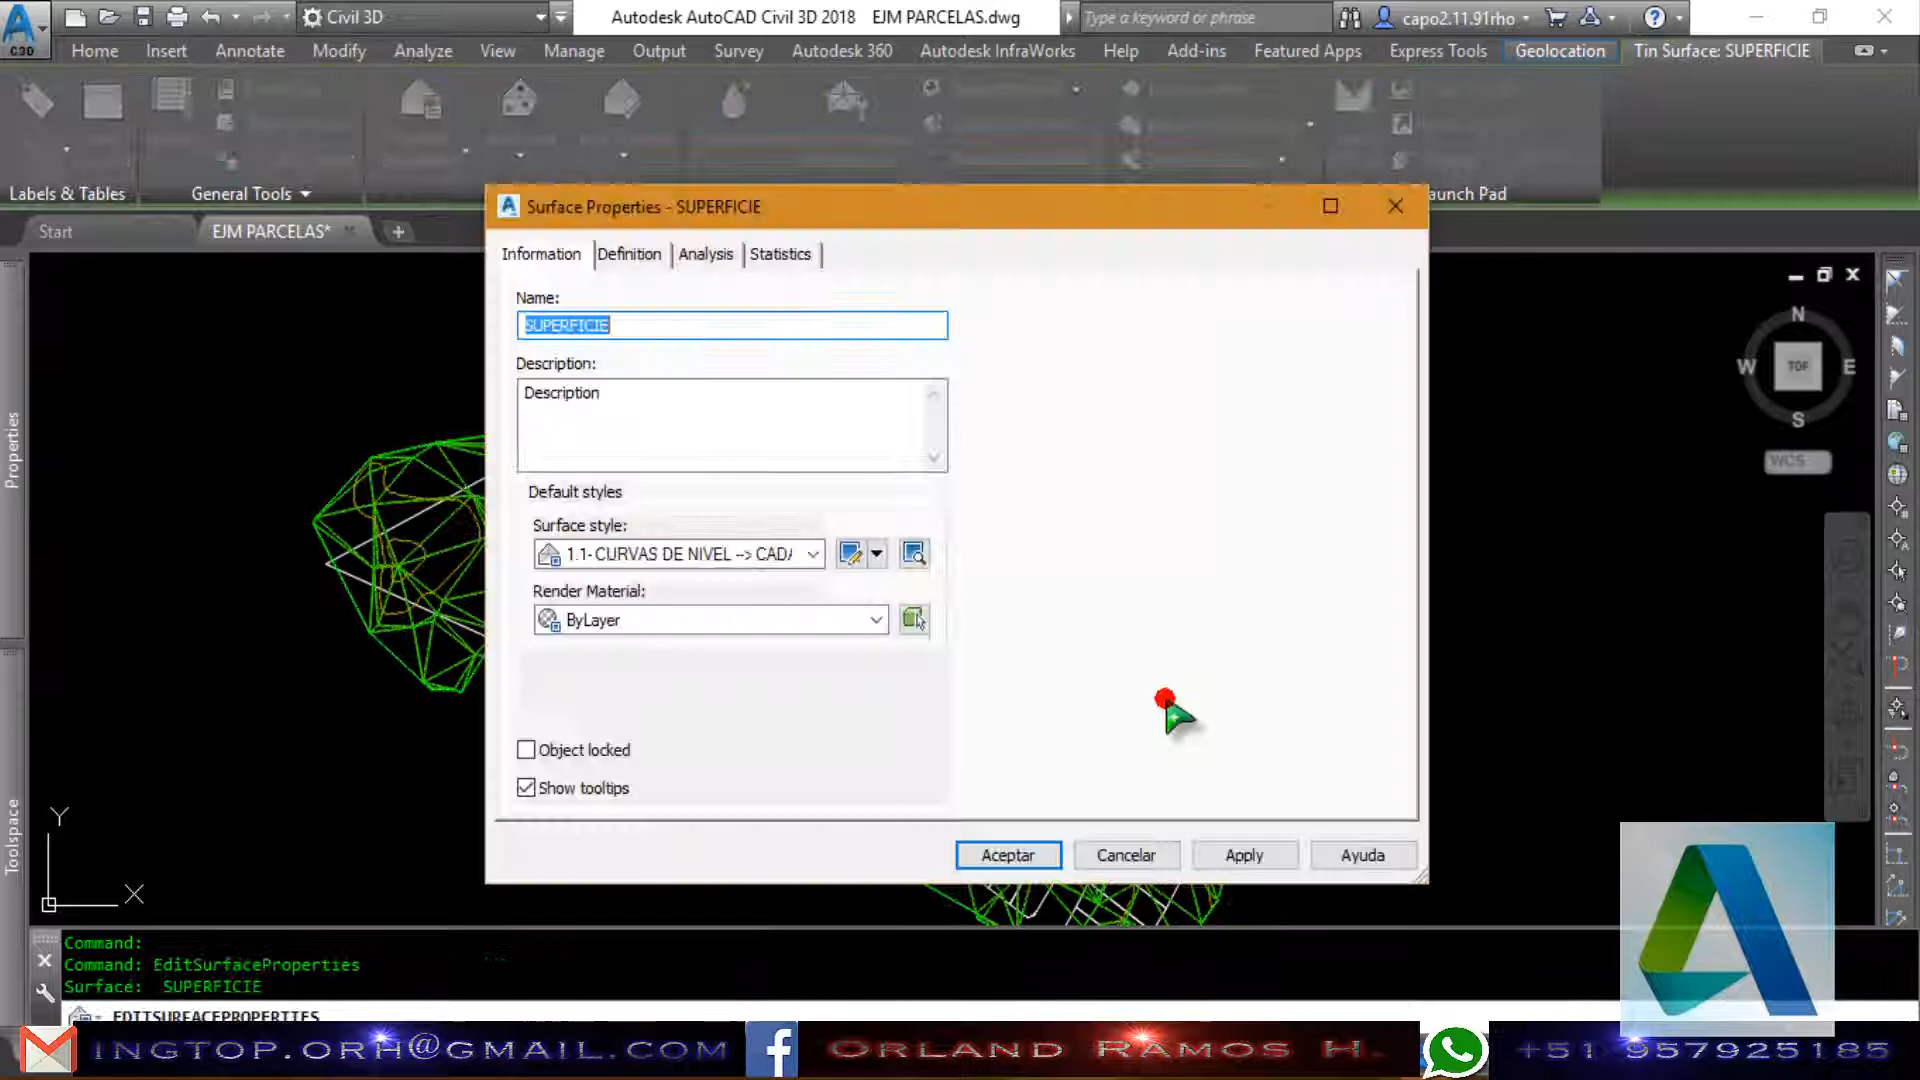 Civil 3D
Autodesk AutoCAD Civil 3D 2018 EJM PARCELAS.dwg
Type a keyword or phrase
capo2.11.91rho
C3D
Home Insert Annotate Modify Analyze View Manage Output Survey Autodesk 360 Autodesk InfraWorks Help Add-ins Featured Apps Express Tools Geolocation Tin Surface: SUPERFICIE
Labels & Tables
General Tools
aunch Pad
Start
EJM PARCELAS*
Surface Properties - SUPERFICIE
Information
Definition
Analysis
Statistics
Name:
SUPERFICIE
Description:
Description
Default styles
Surface style:
1.1- CURVAS DE NIVEL --> CADA
Render Material:
ByLayer
Object locked
Show tooltips
Aceptar
Cancelar
Apply
Ayuda
N
W
TOP
E
S
WCS
Properties
Toolspace
Y
X
Command:
Command: EditSurfaceProperties
Surface: SUPERFICIE
EDITSURFACEPROPERTIES
INGTOP.ORH@GMAIL.COM
ORLAND RAMOS H.
+51 957925185